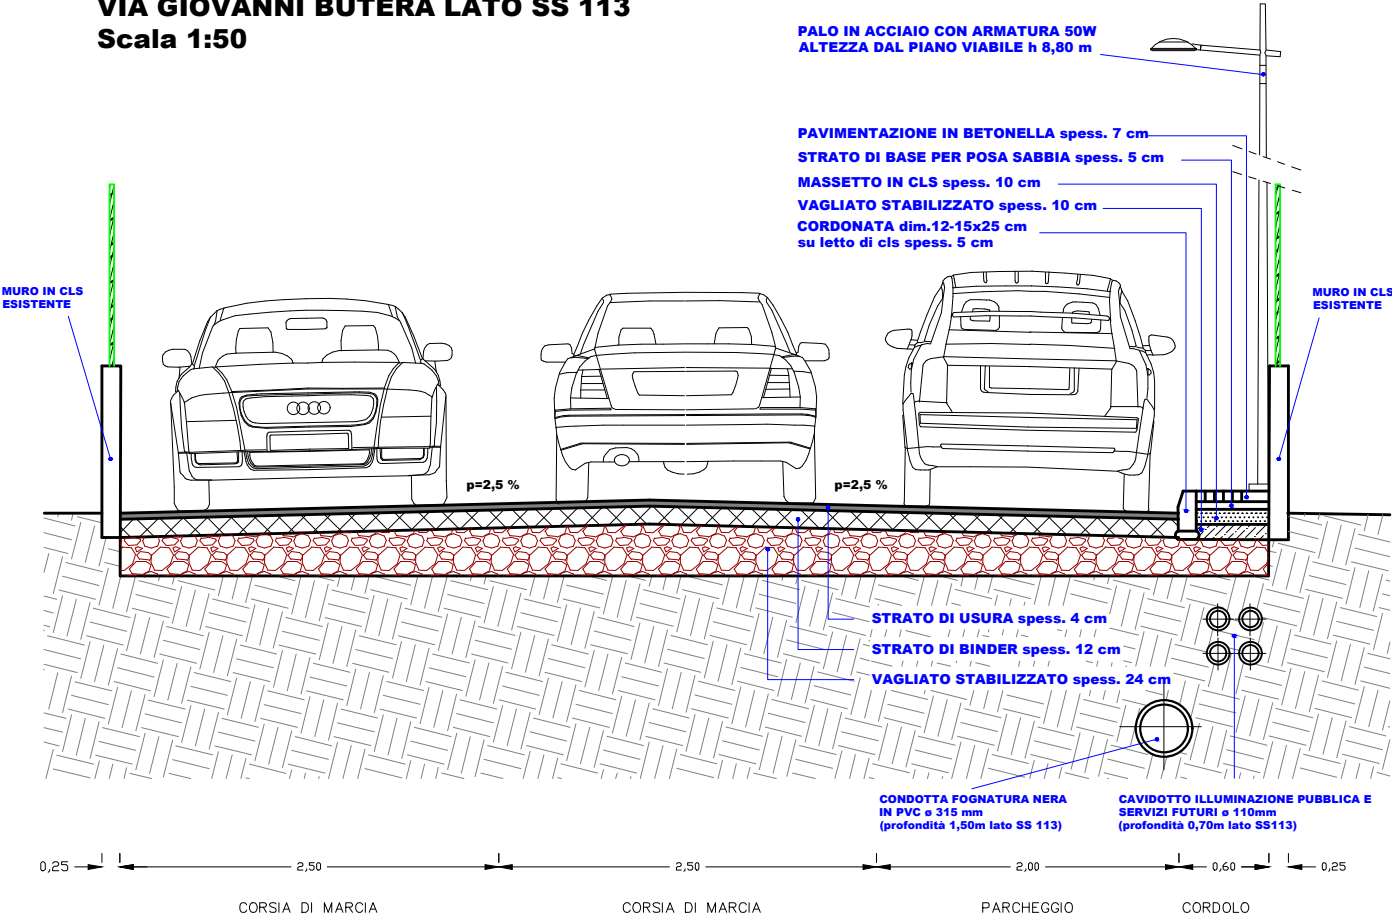 VIA GIOVANNI BUTERA LATO SS 113
Scala 1:50
PALO IN ACCIAIO CON ARMATURA 50W
ALTEZZA DAL PIANO VIABILE h 8,80 m
PAVIMENTAZIONE IN BETONELLA spess. 7 cm
STRATO DI BASE PER POSA SABBIA spess. 5 cm
MASSETTO IN CLS spess. 10 cm
VAGLIATO STABILIZZATO spess. 10 cm
CORDONATA dim.12-15x25 cm
su letto di cls spess. 5 cm
MURO IN CLS
ESISTENTE
MURO IN CLS
ESISTENTE
p=2,5 %
p=2,5 %
STRATO DI USURA spess. 4 cm
STRATO DI BINDER spess. 12 cm
VAGLIATO STABILIZZATO spess. 24 cm
CONDOTTA FOGNATURA NERA
IN PVC ø 315 mm
(profondità 1,50m lato SS 113)
CAVIDOTTO ILLUMINAZIONE PUBBLICA E
SERVIZI FUTURI ø 110mm
(profondità 0,70m lato SS113)
0,25 2,50 2,50 2,00 0,60 0,25
CORSIA DI MARCIA CORSIA DI MARCIA PARCHEGGIO CORDOLO